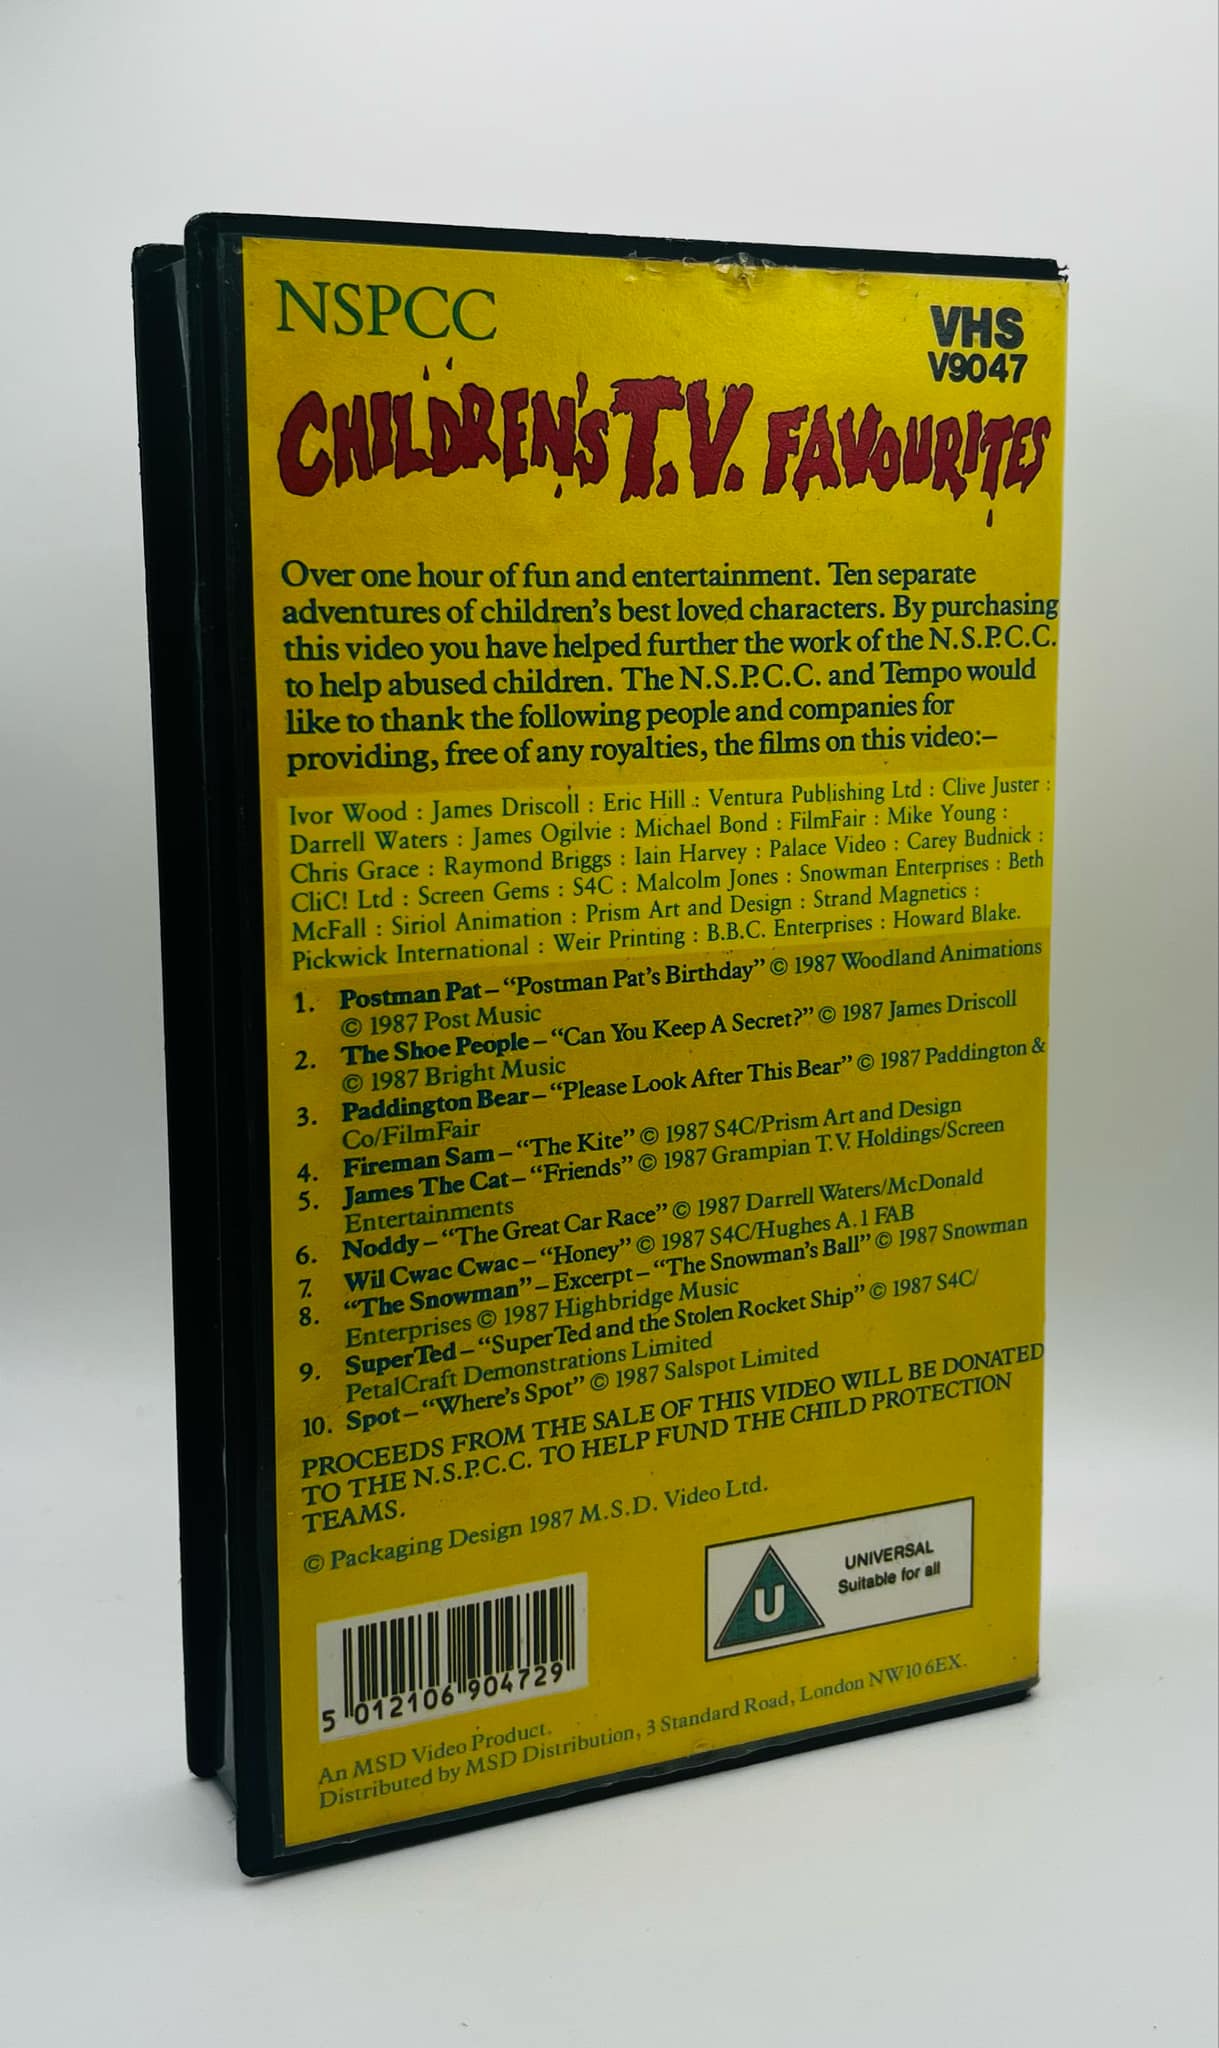 NSPCC
VHS
V9047
CHILDREN'S T.V. FAVOURITES
Over one hour of fun and entertainment. Ten separate
adventures of children's best loved characters. By purchasing
this video you have helped further the work of the N.S.P.C.C.
to help abused children. The N.S.P.C.C. and Tempo would
like to thank the following people and companies for
providing, free of any royalties, the films on this video:–
Ivor Wood : James Driscoll : Eric Hill : Ventura Publishing Ltd : Clive Juster :
Darrell Waters : James Ogilvie : Michael Bond : FilmFair : Mike Young :
Chris Grace : Raymond Briggs : Iain Harvey : Palace Video : Carey Budnick :
CliC! Ltd : Screen Gems : S4C : Malcolm Jones : Snowman Enterprises : Beth
McFall : Siriol Animation : Prism Art and Design : Strand Magnetics :
Pickwick International : Weir Printing : B.B.C. Enterprises : Howard Blake.
1. Postman Pat – "Postman Pat's Birthday" © 1987 Woodland Animations
© 1987 Post Music
2. The Shoe People – "Can You Keep A Secret?" © 1987 James Driscoll
© 1987 Bright Music
3. Paddington Bear – "Please Look After This Bear" © 1987 Paddington &
Co/FilmFair
4. Fireman Sam – "The Kite" © 1987 S4C/Prism Art and Design
5. James The Cat – "Friends" © 1987 Grampian T.V. Holdings/Screen
Entertainments
6. Noddy – "The Great Car Race" © 1987 Darrell Waters/McDonald
7. Wil Cwac Cwac – "Honey" © 1987 S4C/Hughes A.1 FAB
8. "The Snowman" – Excerpt – "The Snowman's Ball" © 1987 Snowman
Enterprises © 1987 Highbridge Music
9. SuperTed – "SuperTed and the Stolen Rocket Ship" © 1987 S4C/
PetalCraft Demonstrations Limited
10. Spot – "Where's Spot" © 1987 Salspot Limited
PROCEEDS FROM THE SALE OF THIS VIDEO WILL BE DONATED
TO THE N.S.P.C.C. TO HELP FUND THE CHILD PROTECTION
TEAMS.
© Packaging Design 1987 M.S.D. Video Ltd.
U
UNIVERSAL
Suitable for all
5 012106 904729
An MSD Video Product.
Distributed by MSD Distribution, 3 Standard Road, London NW10 6EX.